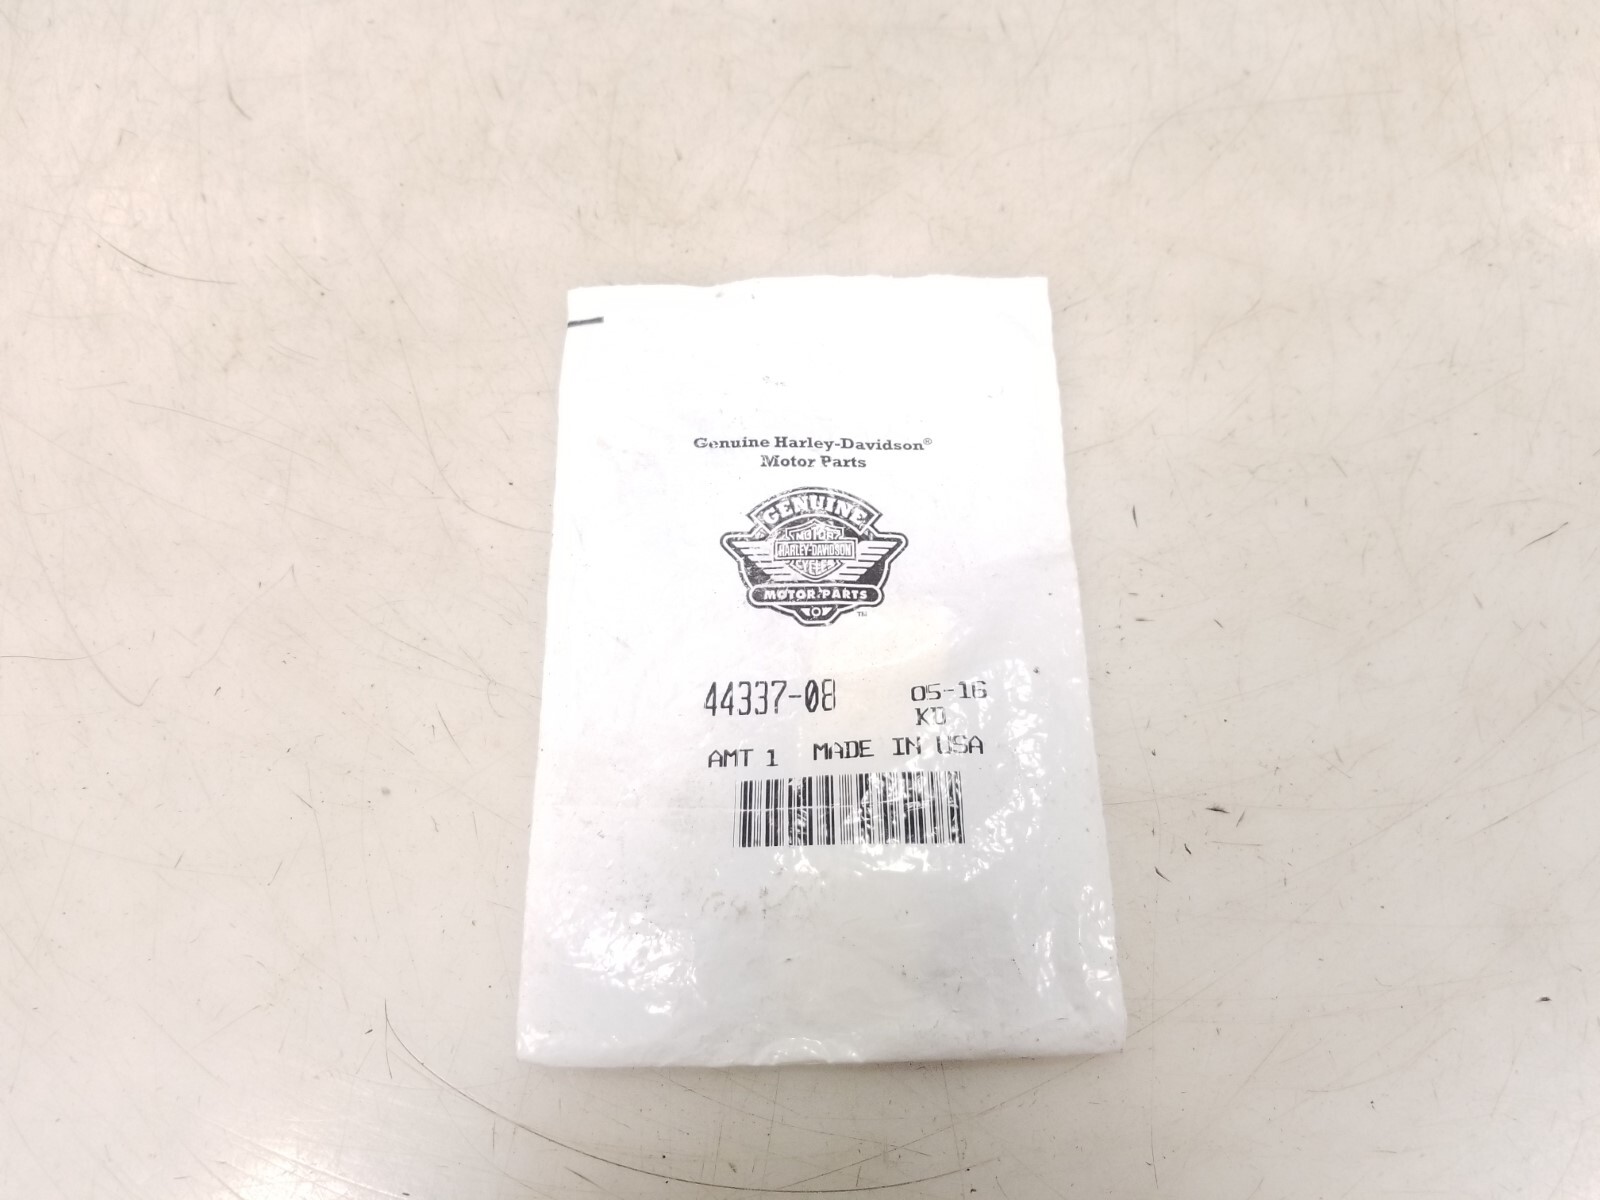 Genuine Harley-Davidson®
Motor Parts
GENUINE
MOTOR
HARLEY-DAVIDSON
CYCLES
MOTOR PARTS
TM
44337-08 05-16
KD
AMT 1 MADE IN USA